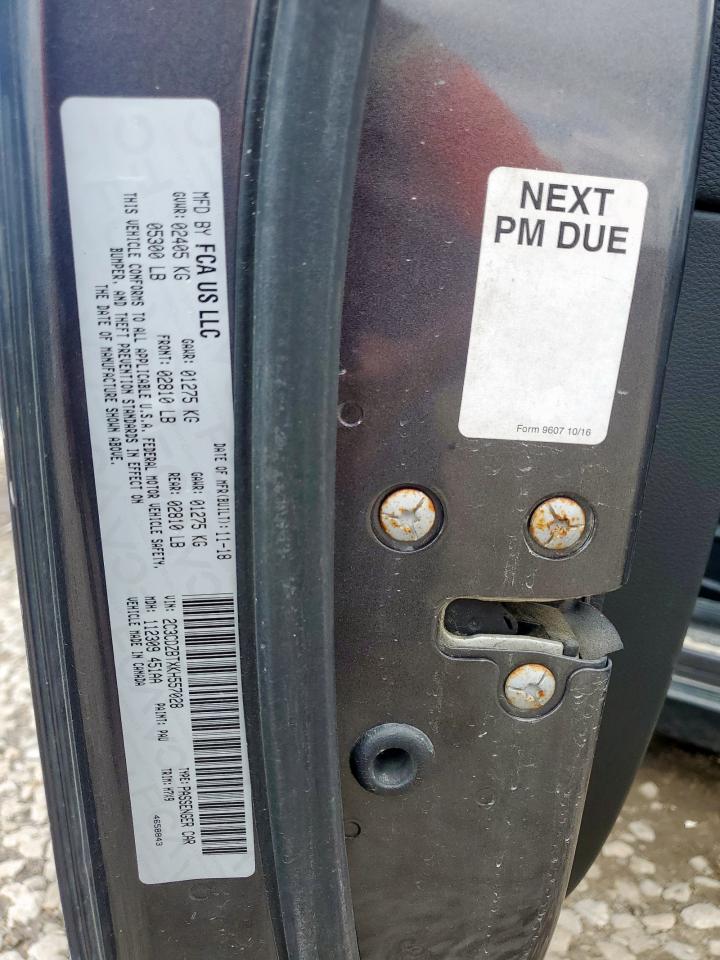 MFD BY FCA US LLC
DATE OF MFR(BUILT): 11-18
GVWR: 02405 KG
GAWR: 01275 KG
GAWR: 01275 KG
05300 LB
FRONT: 02810 LB
REAR: 02810 LB
THIS VEHICLE CONFORMS TO ALL APPLICABLE U.S.A. FEDERAL MOTOR VEHICLE SAFETY,
BUMPER, AND THEFT PREVENTION STANDARDS IN EFFECT ON
THE DATE OF MANUFACTURE SHOWN ABOVE.
VIN: 2C3CDZBTXKH557028
TYPE: PASSENGER CAR
MDH: 112309 451AA
PAINT: PAU
TRIM: M7X9
VEHICLE MADE IN CANADA
4658843
NEXT
PM DUE
Form 9607 10/16